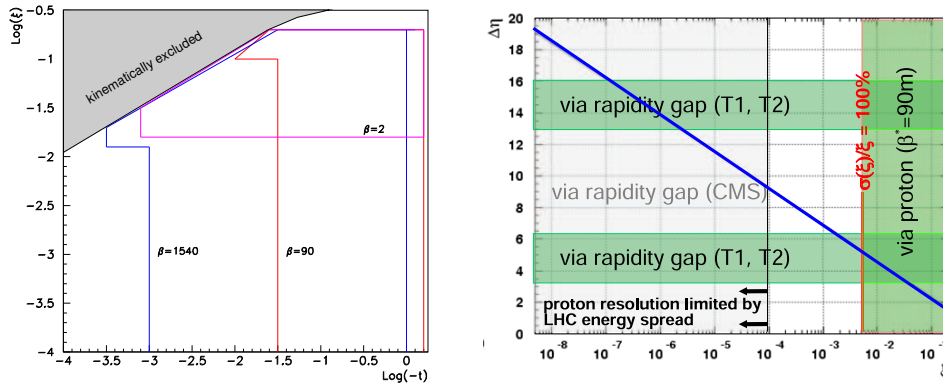 Log(ξ)
-0.5
-1
-1.5
-2
-2.5
-3
-3.5
-4
kinematically excluded
β=2
β=1540
β=90
-4 -3.5 -3 -2.5 -2 -1.5 -1 -0.5 0
Log(-t)
Δη
20
18
16
14
12
10
8
6
4
2
0
via rapidity gap (T1, T2)
via rapidity gap (CMS)
via rapidity gap (T1, T2)
proton resolution limited by
LHC energy spread
σ(ξ)/ξ = 100%
via proton (β*=90m)
10-8 10-7 10-6 10-5 10-4 10-3 10-2 10-1